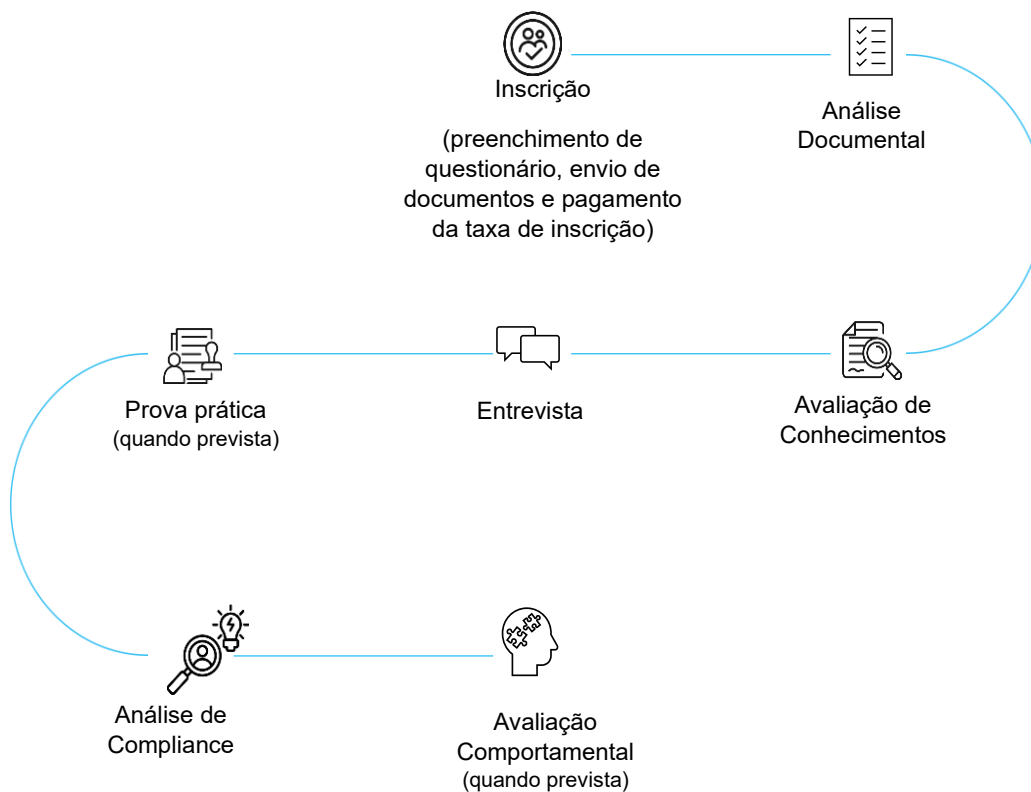 Inscrição
(preenchimento de
questionário, envio de
documentos e pagamento
da taxa de inscrição)
Análise
Documental
Avaliação de
Conhecimentos
Entrevista
Prova prática
(quando prevista)
Análise de
Compliance
Avaliação
Comportamental
(quando prevista)